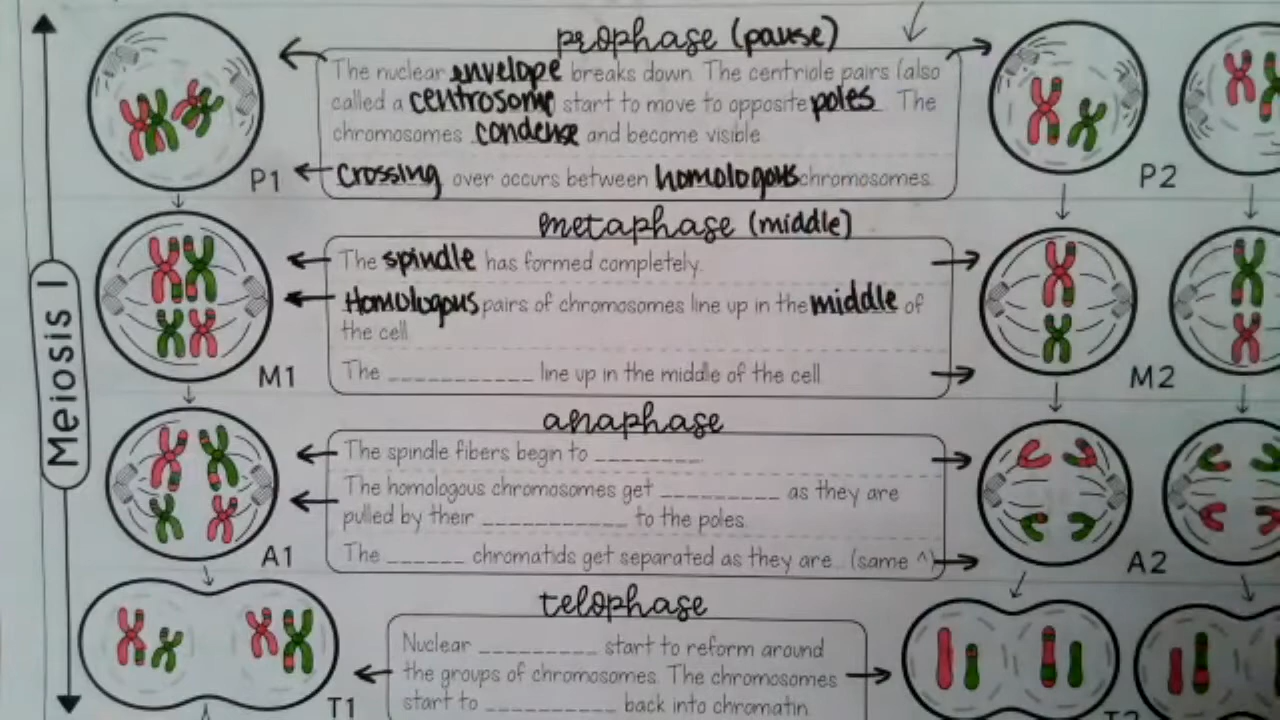 prophase (pause)
The nuclear envelope breaks down. The centriole pairs (also
called a centrosome start to move to opposite poles. The
chromosomes condense and become visible.
P1
Crossing over occurs between homologous chromosomes.
P2
metaphase (middle)
The spindle has formed completely.
Homologous pairs of chromosomes line up in the middle of
the cell.
M1
The ___________ line up in the middle of the cell.
M2
Meiosis I
anaphase
The spindle fibers begin to ________.
The homologous chromosomes get _________ as they are
pulled by their ___________ to the poles.
A1
The ______ chromatids get separated as they are... (same ^)
A2
telophase
Nuclear _________ start to reform around
the groups of chromosomes. The chromosomes
start to __________ back into chromatin.
T1
T2